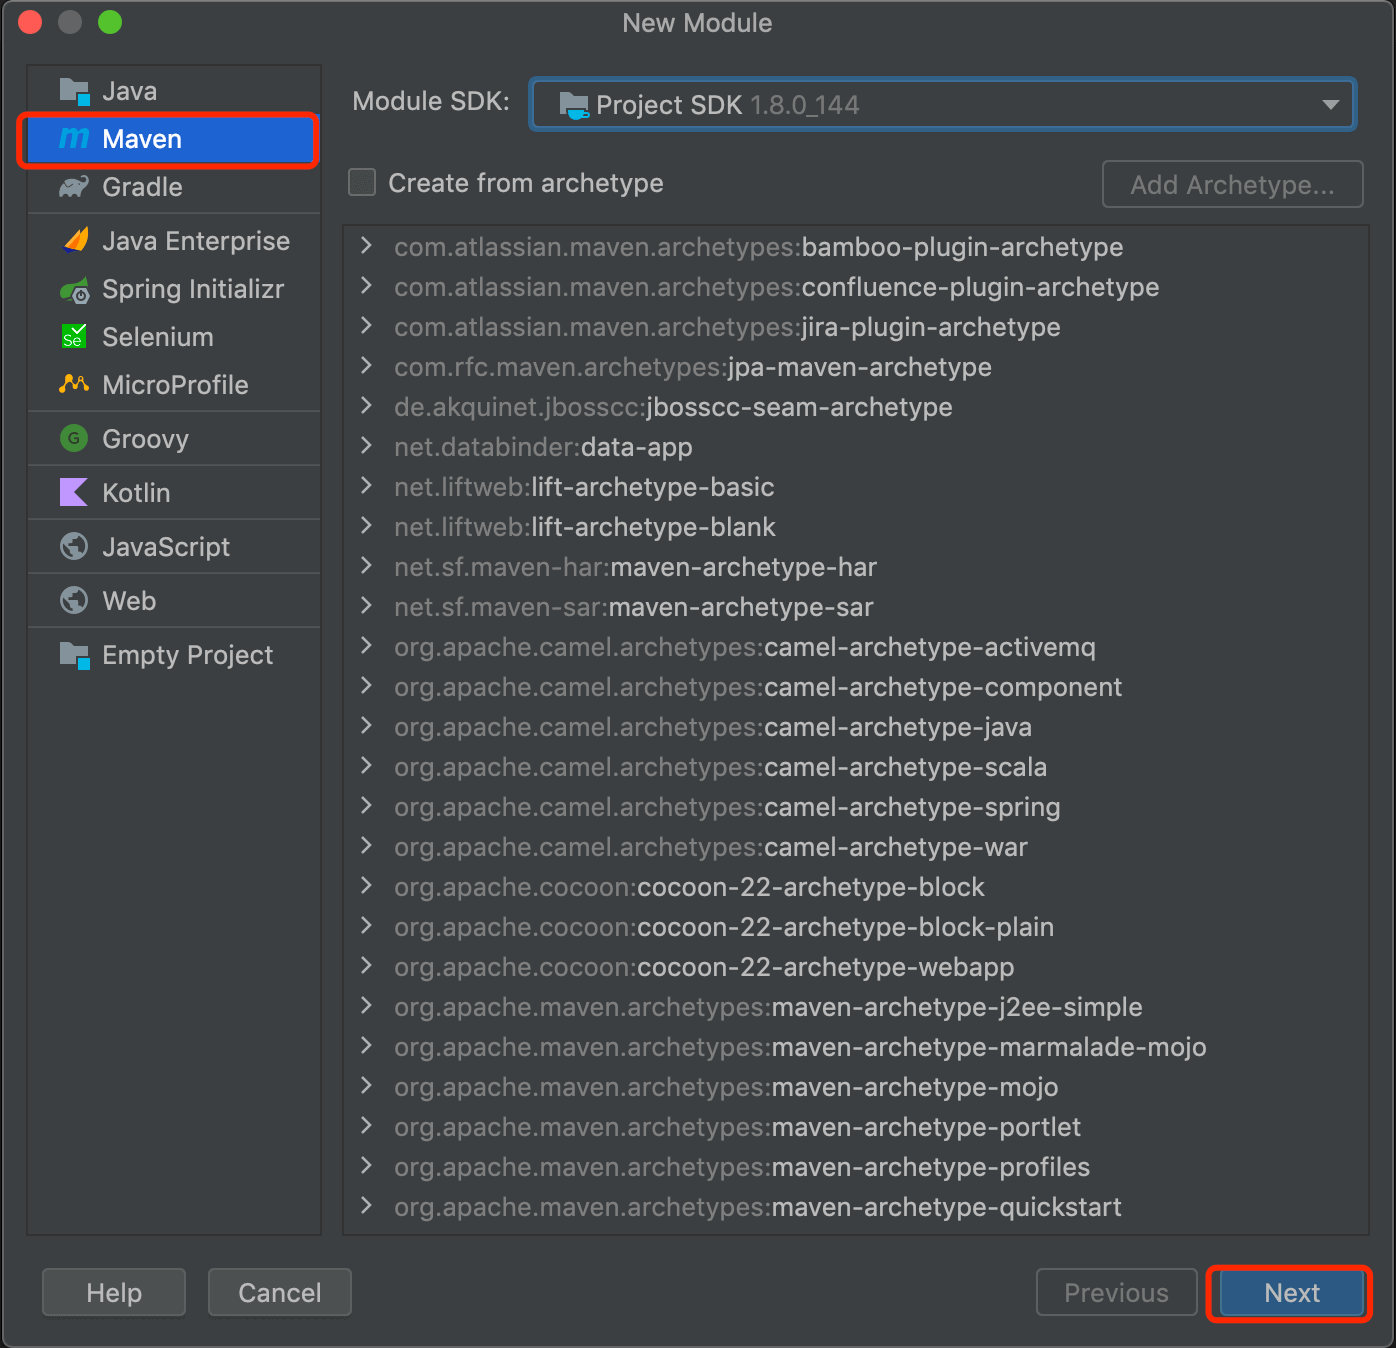 New Module
Java
Maven
Gradle
Java Enterprise
Spring Initializr
Selenium
MicroProfile
Groovy
Kotlin
JavaScript
Web
Empty Project
Module SDK: Project SDK 1.8.0_144
Create from archetype
Add Archetype...
com.atlassian.maven.archetypes:bamboo-plugin-archetype
com.atlassian.maven.archetypes:confluence-plugin-archetype
com.atlassian.maven.archetypes:jira-plugin-archetype
com.rfc.maven.archetypes:jpa-maven-archetype
de.akquinet.jbosscc:jbosscc-seam-archetype
net.databinder:data-app
net.liftweb:lift-archetype-basic
net.liftweb:lift-archetype-blank
net.sf.maven-har:maven-archetype-har
net.sf.maven-sar:maven-archetype-sar
org.apache.camel.archetypes:camel-archetype-activemq
org.apache.camel.archetypes:camel-archetype-component
org.apache.camel.archetypes:camel-archetype-java
org.apache.camel.archetypes:camel-archetype-scala
org.apache.camel.archetypes:camel-archetype-spring
org.apache.camel.archetypes:camel-archetype-war
org.apache.cocoon:cocoon-22-archetype-block
org.apache.cocoon:cocoon-22-archetype-block-plain
org.apache.cocoon:cocoon-22-archetype-webapp
org.apache.maven.archetypes:maven-archetype-j2ee-simple
org.apache.maven.archetypes:maven-archetype-marmalade-mojo
org.apache.maven.archetypes:maven-archetype-mojo
org.apache.maven.archetypes:maven-archetype-portlet
org.apache.maven.archetypes:maven-archetype-profiles
org.apache.maven.archetypes:maven-archetype-quickstart
Help
Cancel
Previous
Next